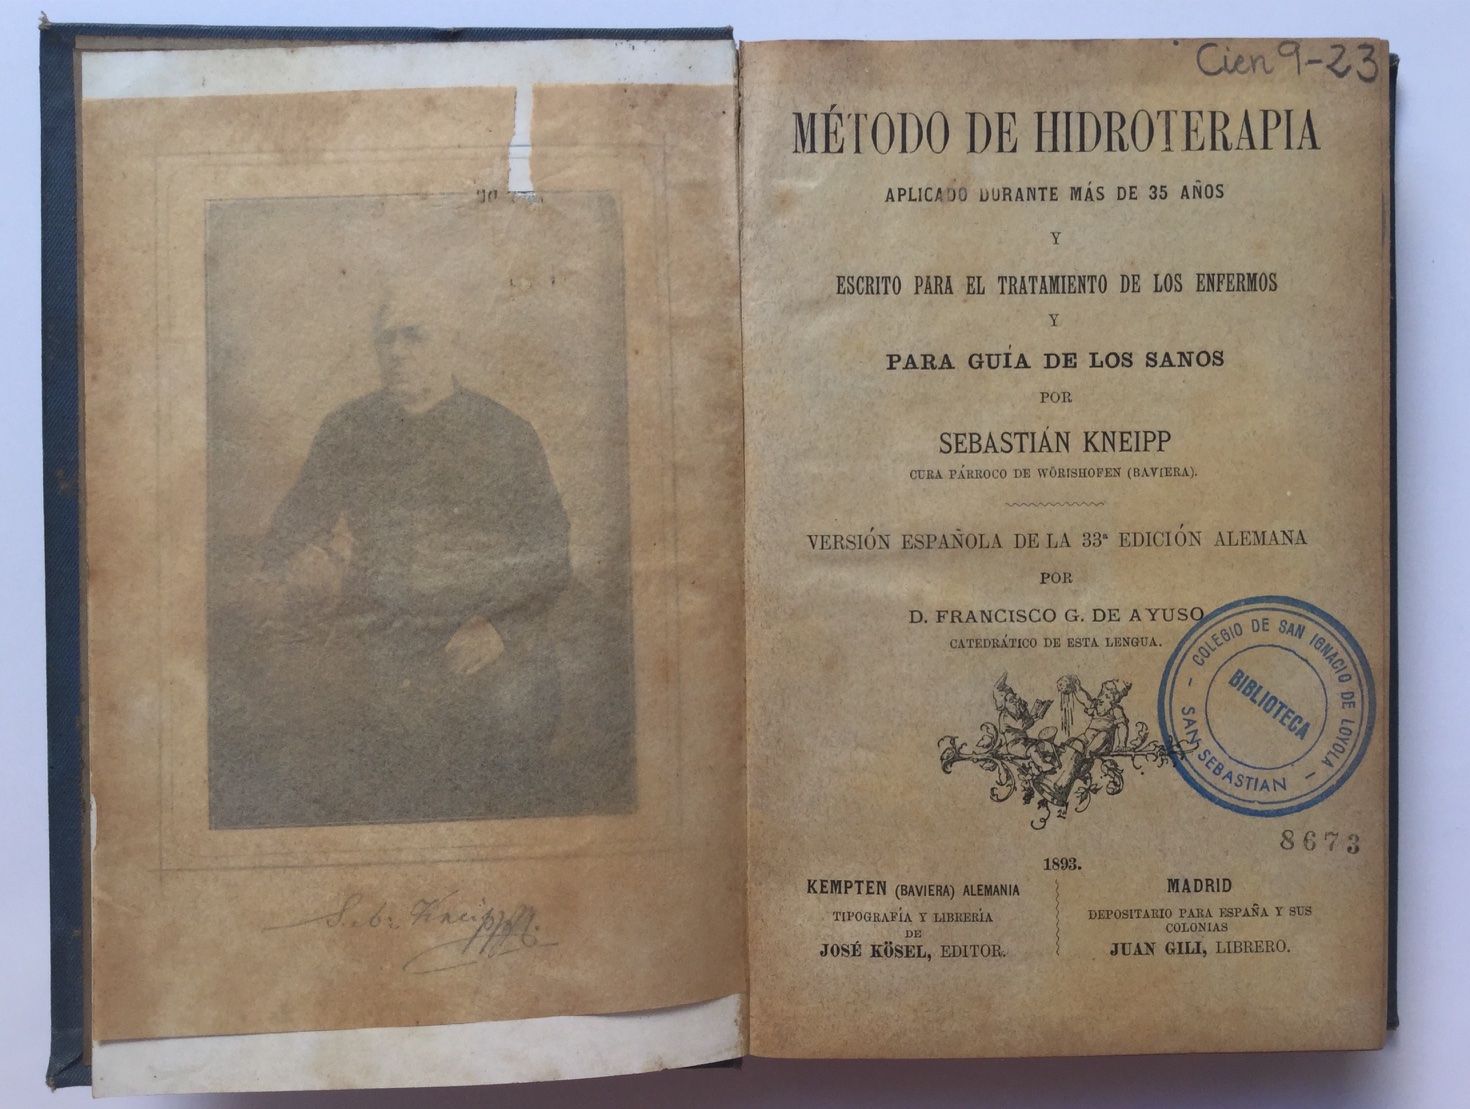 Seb: Kneipp
Cien 9-23
MÉTODO DE HIDROTERAPIA
APLICADO DURANTE MÁS DE 35 AÑOS
Y
ESCRITO PARA EL TRATAMIENTO DE LOS ENFERMOS
Y
PARA GUÍA DE LOS SANOS
POR
SEBASTIÁN KNEIPP
CURA PÁRROCO DE WÖRISHOFEN (BAVIERA).
VERSIÓN ESPAÑOLA DE LA 33ª EDICIÓN ALEMANA
POR
D. FRANCISCO G. DE AYUSO
CATEDRÁTICO DE ESTA LENGUA.
– COLEGIO DE SAN IGNACIO DE LOYOLA –
BIBLIOTECA
SAN SEBASTIAN
8673
1893.
KEMPTEN (BAVIERA) ALEMANIA
TIPOGRAFÍA Y LIBRERÍA
DE
JOSÉ KÖSEL, EDITOR.
MADRID
DEPOSITARIO PARA ESPAÑA Y SUS
COLONIAS
JUAN GILI, LIBRERO.